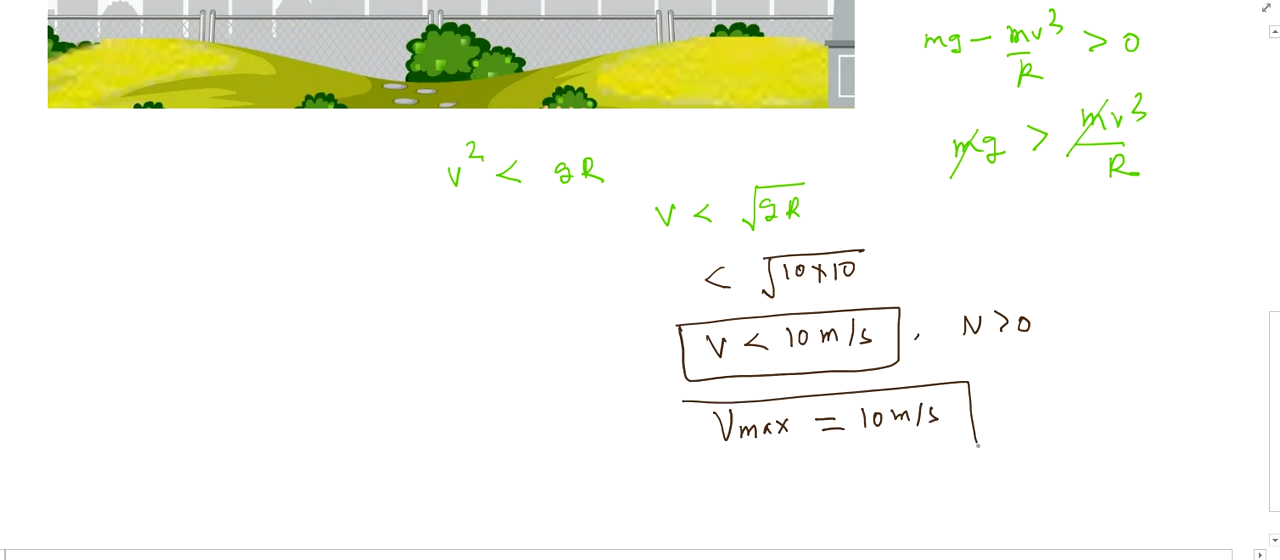 mg - mv³/R > 0
mg > mv³/R
v² < gR
v < √gR
< √10×10
v < 10 m/s , N > 0
Vmax = 10 m/s